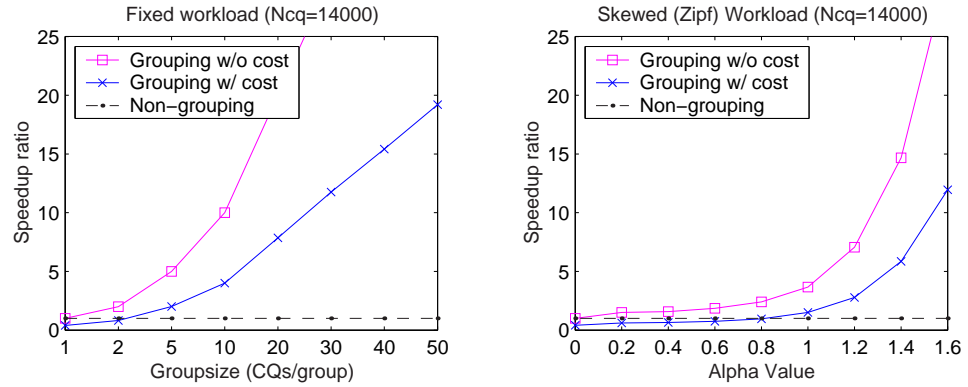 Fixed workload (Ncq=14000)
25
20
15
10
5
0
Speedup ratio
Grouping w/o cost
Grouping w/ cost
Non-grouping
1 2 5 10 20 30 40 50
Groupsize (CQs/group)
Skewed (Zipf) Workload (Ncq=14000)
25
20
15
10
5
0
Speedup ratio
Grouping w/o cost
Grouping w/ cost
Non-grouping
0 0.2 0.4 0.6 0.8 1.0 1.2 1.4 1.6
Alpha Value